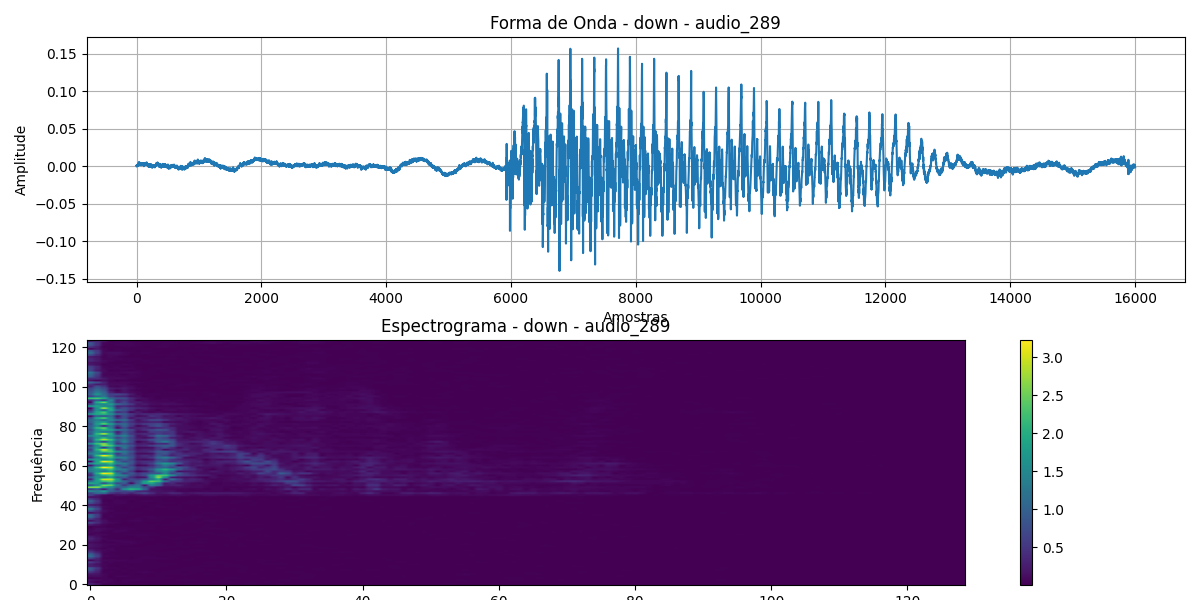 Forma de Onda - down - audio_289
0.15
0.10
0.05
0.00
−0.05
−0.10
−0.15
Amplitude
0 2000 4000 6000 8000 10000 12000 14000 16000
Amostras
Espectrograma - down - audio_289
120
100
80
60
40
20
0
Frequência
0 20 40 60 80 100 120
3.0
2.5
2.0
1.5
1.0
0.5